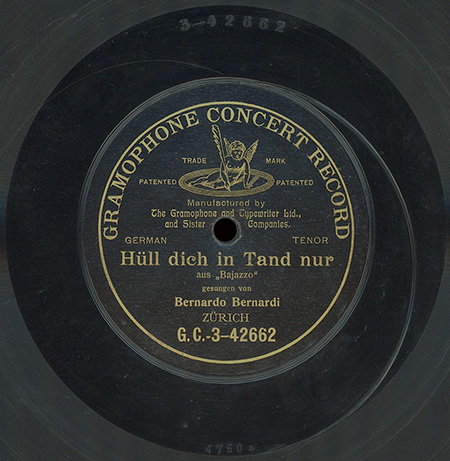 3-42662
GRAMOPHONE CONCERT RECORD
TRADE MARK
PATENTED PATENTED
Manufactured by
The Gramophone and Typewriter Ltd.,
and Sister Companies.
GERMAN TENOR
Hüll dich in Tand nur
aus „Bajazzo“
gesungen von
Bernardo Bernardi
ZÜRICH
G.C.-3-42662